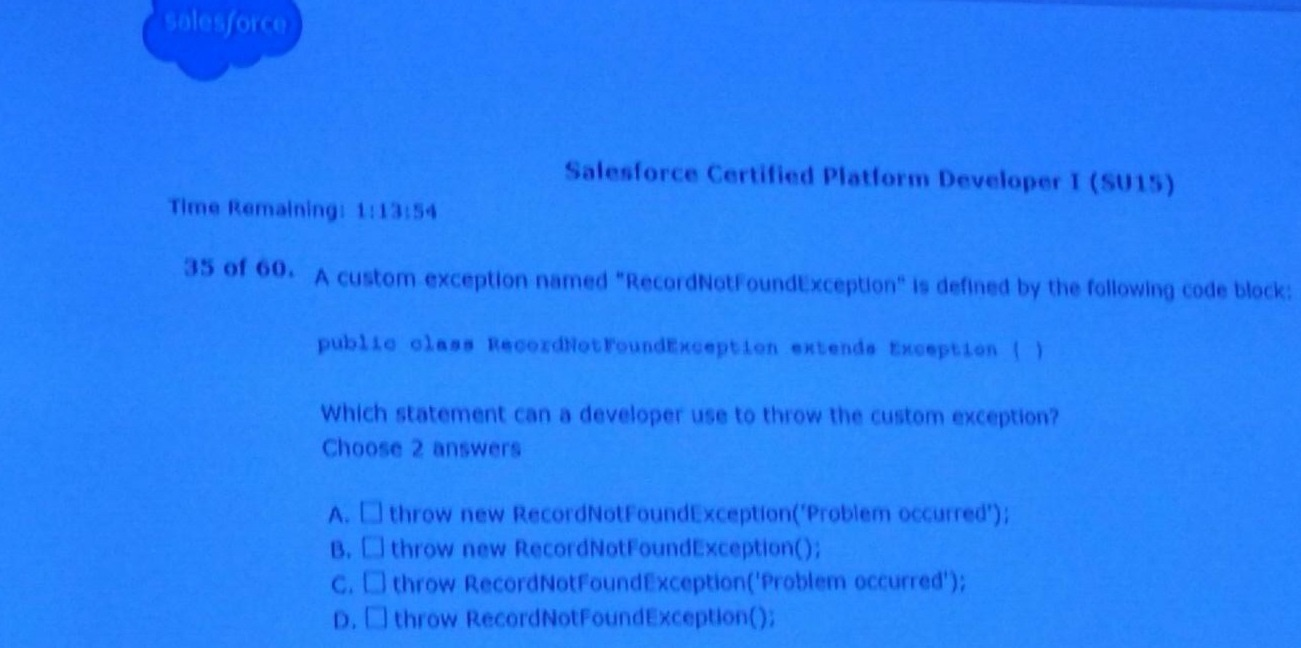 salesforce
Salesforce Certified Platform Developer I (SU15)
Time Remaining: 1:13:54
35 of 60. A custom exception named "RecordNotFoundException" is defined by the following code block:
public class RecordNotFoundException extends Exception { }
Which statement can a developer use to throw the custom exception?
Choose 2 answers
A. throw new RecordNotFoundException('Problem occurred');
B. throw new RecordNotFoundException();
C. throw RecordNotFoundException('Problem occurred');
D. throw RecordNotFoundException();